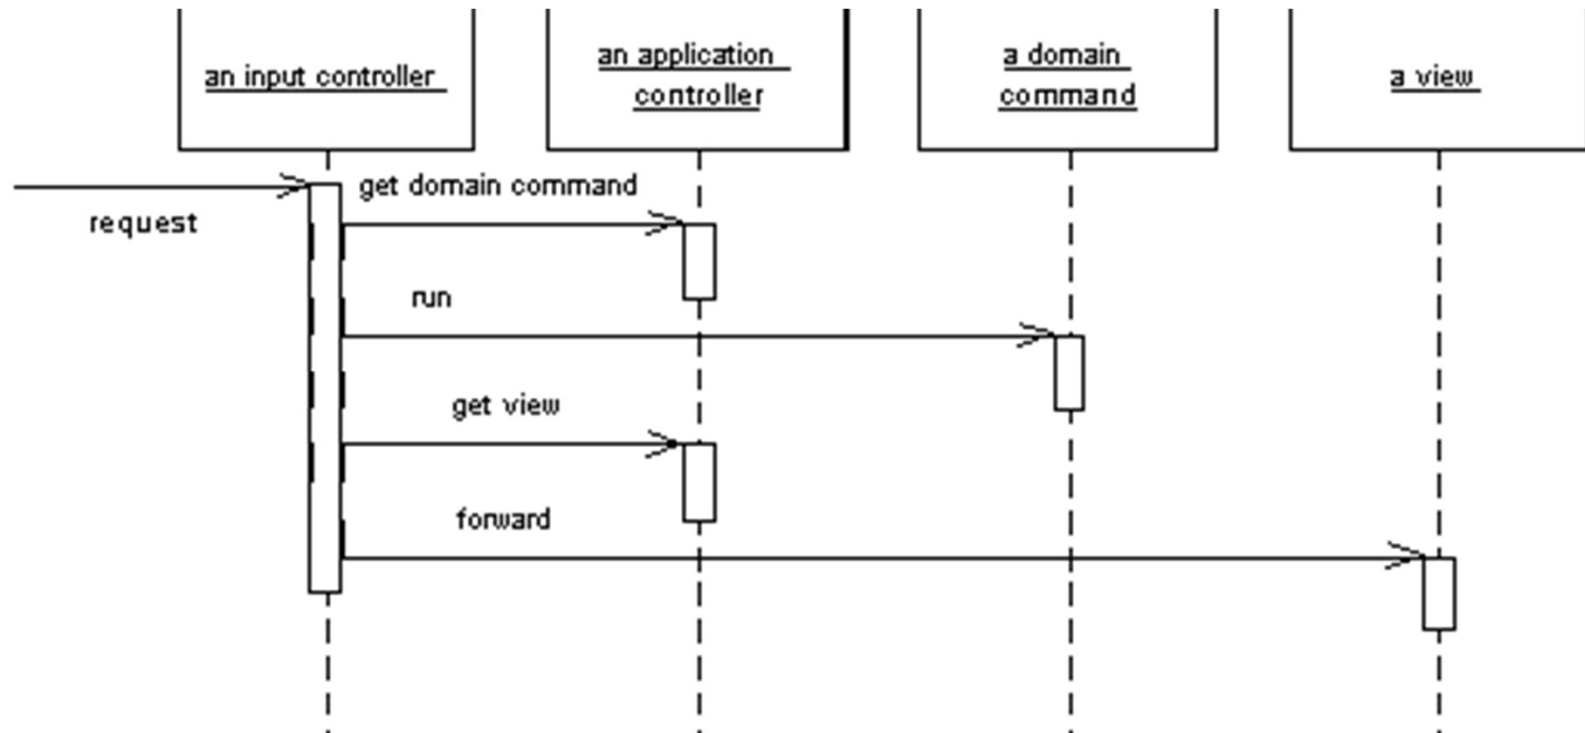 an input controller
an application
controller
a domain
command
a view
request
get domain command
run
get view
forward